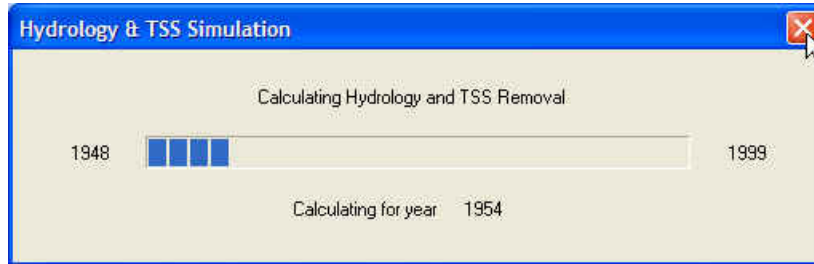 Hydrology & TSS Simulation
Calculating Hydrology and TSS Removal
1948 1999
Calculating for year 1954